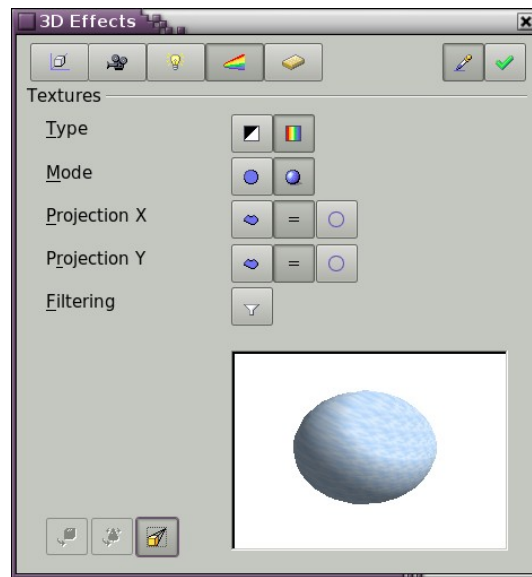 3D Effects
Textures
Type
Mode
Projection X
Projection Y
Filtering